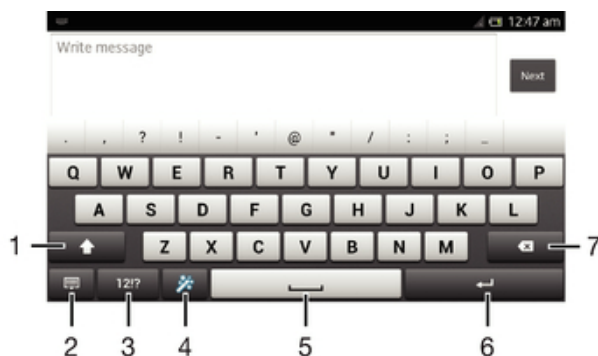 12:47 am
Write message
Next
. , ? ! - ' @ " / : ; _
Q W E R T Y U I O P
A S D F G H J K L
1 Z X C V B N M 7
12!?
2 3 4 5 6